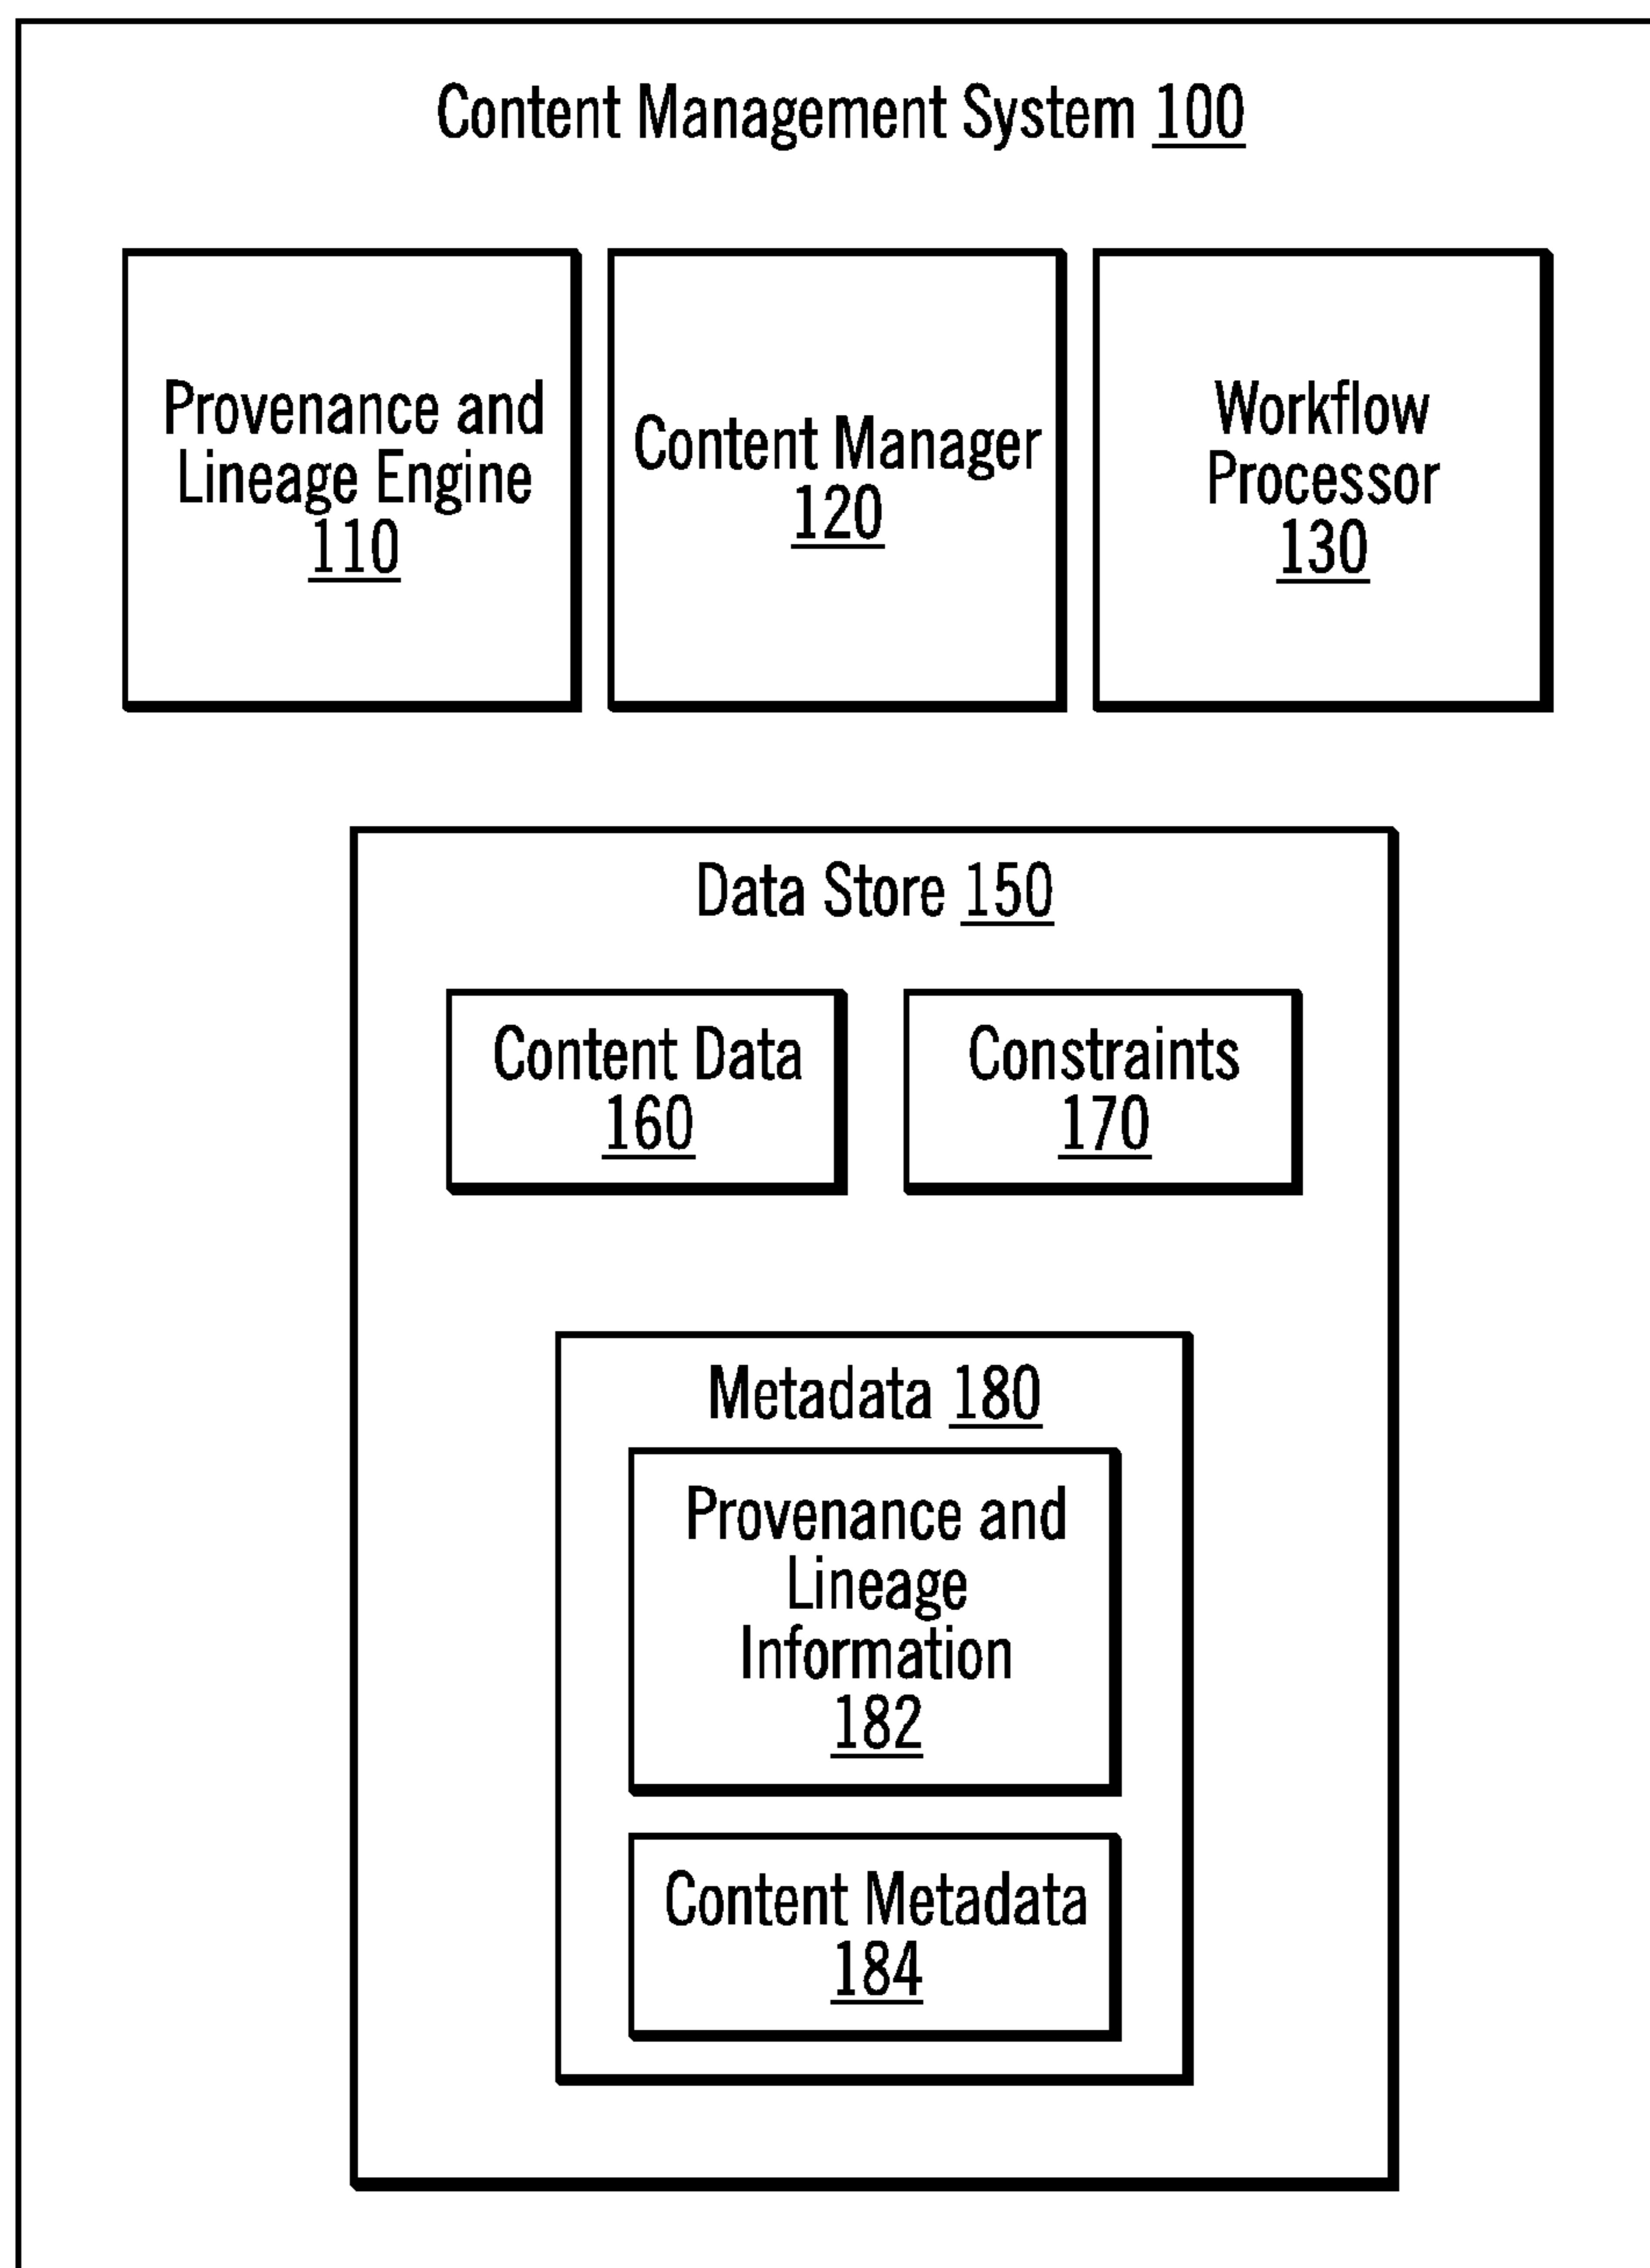 Content Management System 100
Provenance and
Lineage Engine
110
Content Manager
120
Workflow
Processor
130
Data Store 150
Content Data
160
Constraints
170
Metadata 180
Provenance and
Lineage
Information
182
Content Metadata
184